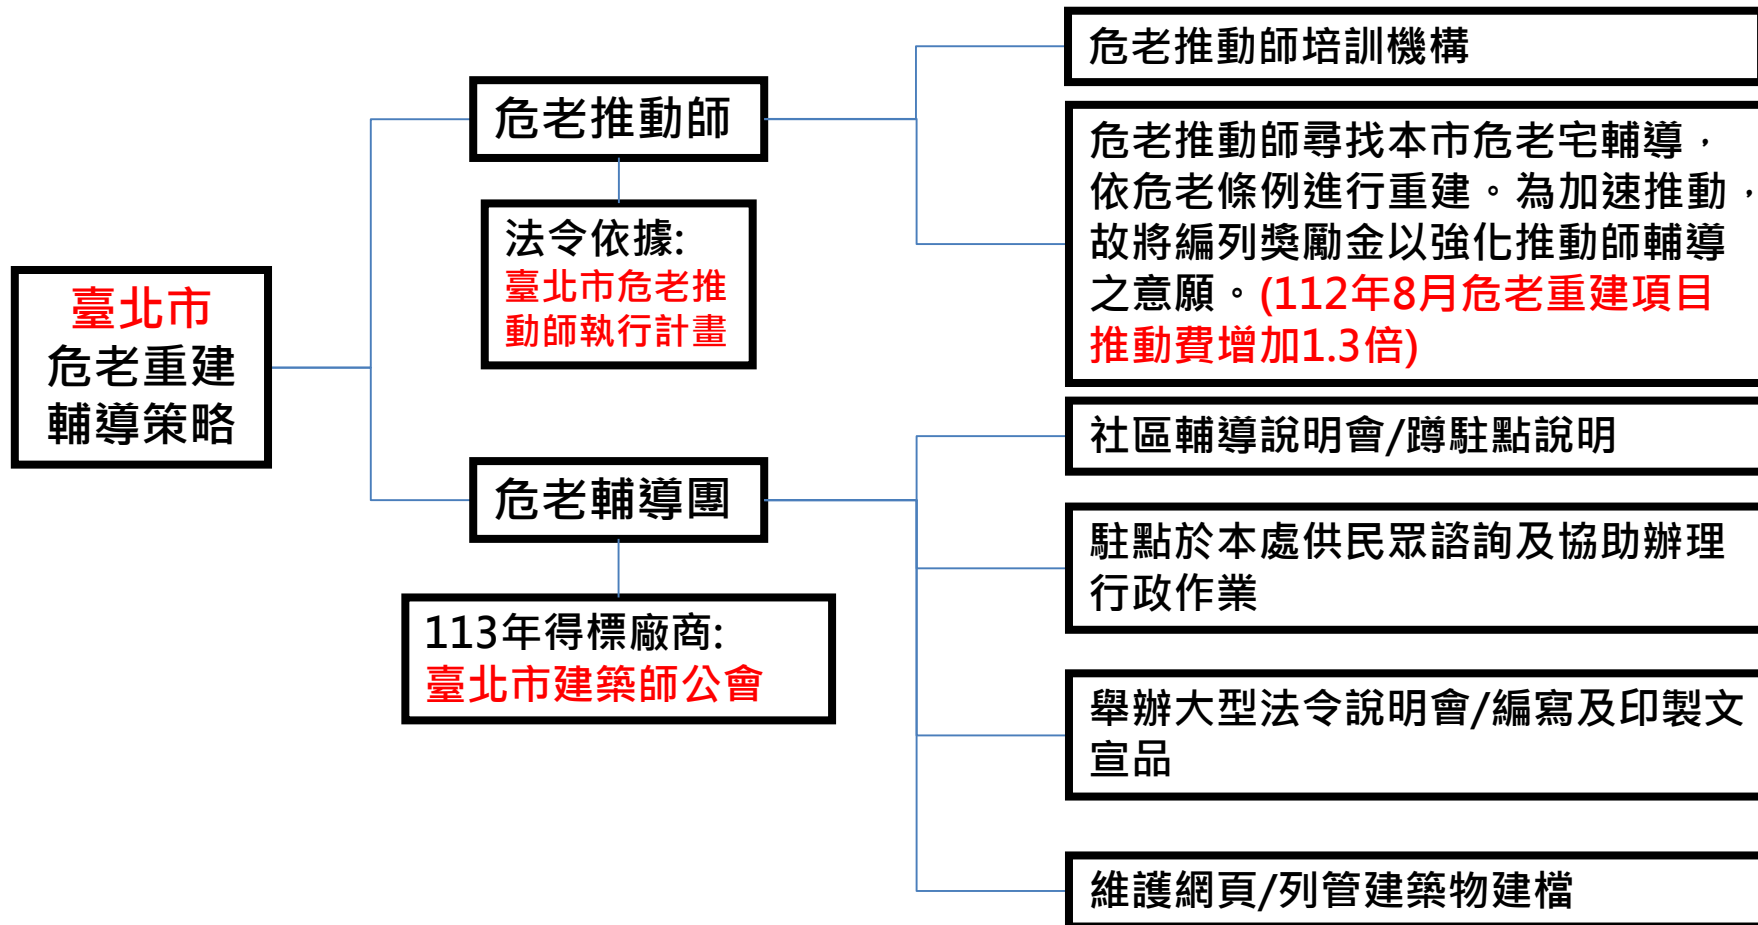 臺北市
危老重建
輔導策略
危老推動師
法令依據:
臺北市危老推
動師執行計畫
危老推動師培訓機構
危老推動師尋找本市危老宅輔導，
依危老條例進行重建。為加速推動，
故將編列獎勵金以強化推動師輔導
之意願。(112年8月危老重建項目
推動費增加1.3倍)
危老輔導團
113年得標廠商:
臺北市建築師公會
社區輔導說明會/蹲駐點說明
駐點於本處供民眾諮詢及協助辦理
行政作業
舉辦大型法令說明會/編寫及印製文
宣品
維護網頁/列管建築物建檔